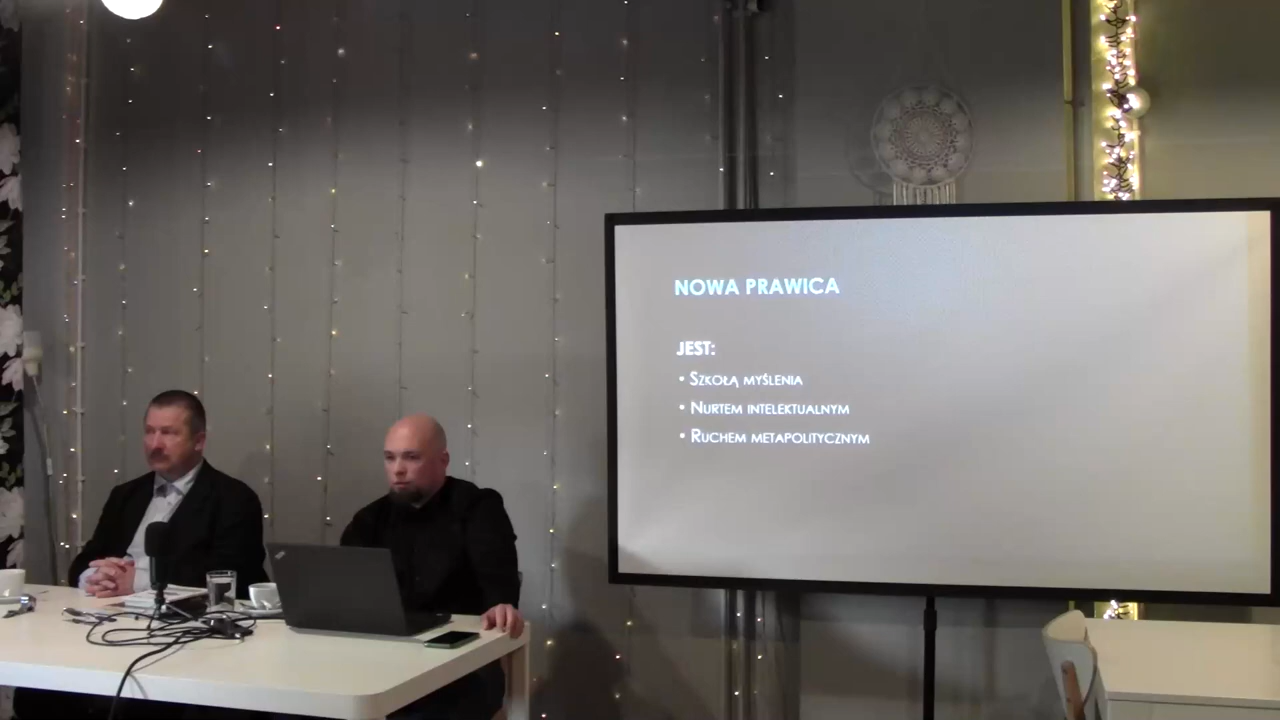 NOWA PRAWICA
JEST:
• SZKOŁĄ MYŚLENIA
• NURTEM INTELEKTUALNYM
• RUCHEM METAPOLITYCZNYM